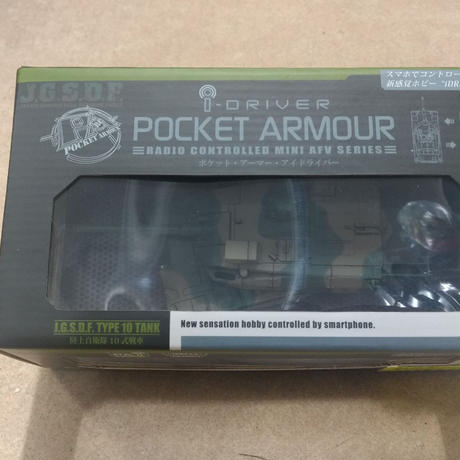 J.G.S.D.F.
スマホでコントロー
新感覚ホビー "iDR
i-DRIVER
POCKET ARMOUR
POCKET ARMOUR
RADIO CONTROLLED MINI AFV SERIES
ポケット・アーマー・アイドライバー
J.G.S.D.F. TYPE 10 TANK
陸上自衛隊 10式戦車
New sensation hobby controlled by smartphone.